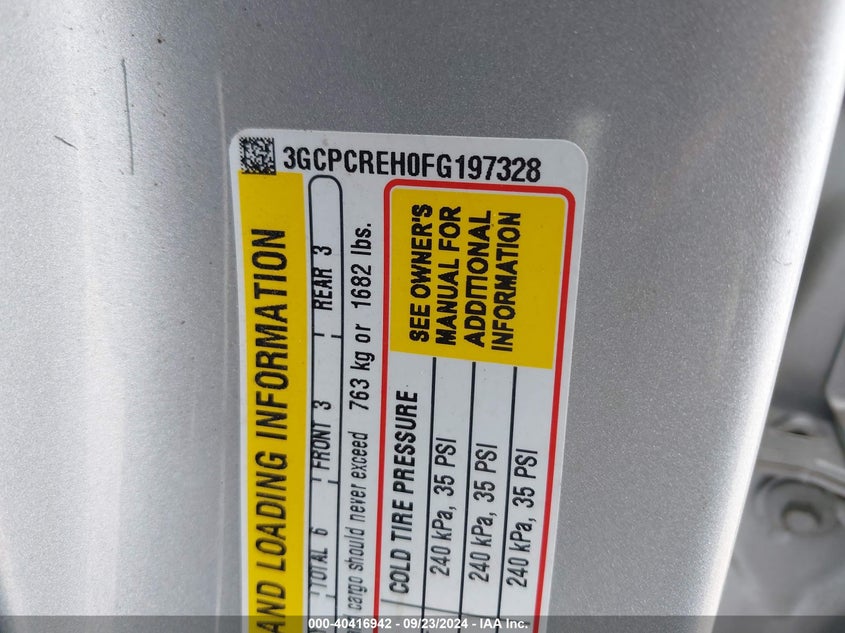 3GCPCREH0FG197328
AND LOADING INFORMATION
TOTAL 6 FRONT 3 REAR 3
cargo should never exceed 763 kg or 1682 lbs.
COLD TIRE PRESSURE
240 kPa, 35 PSI
240 kPa, 35 PSI
240 kPa, 35 PSI
SEE OWNER'S
MANUAL FOR
ADDITIONAL
INFORMATION
000-40416942 - 09/23/2024 - IAA Inc.